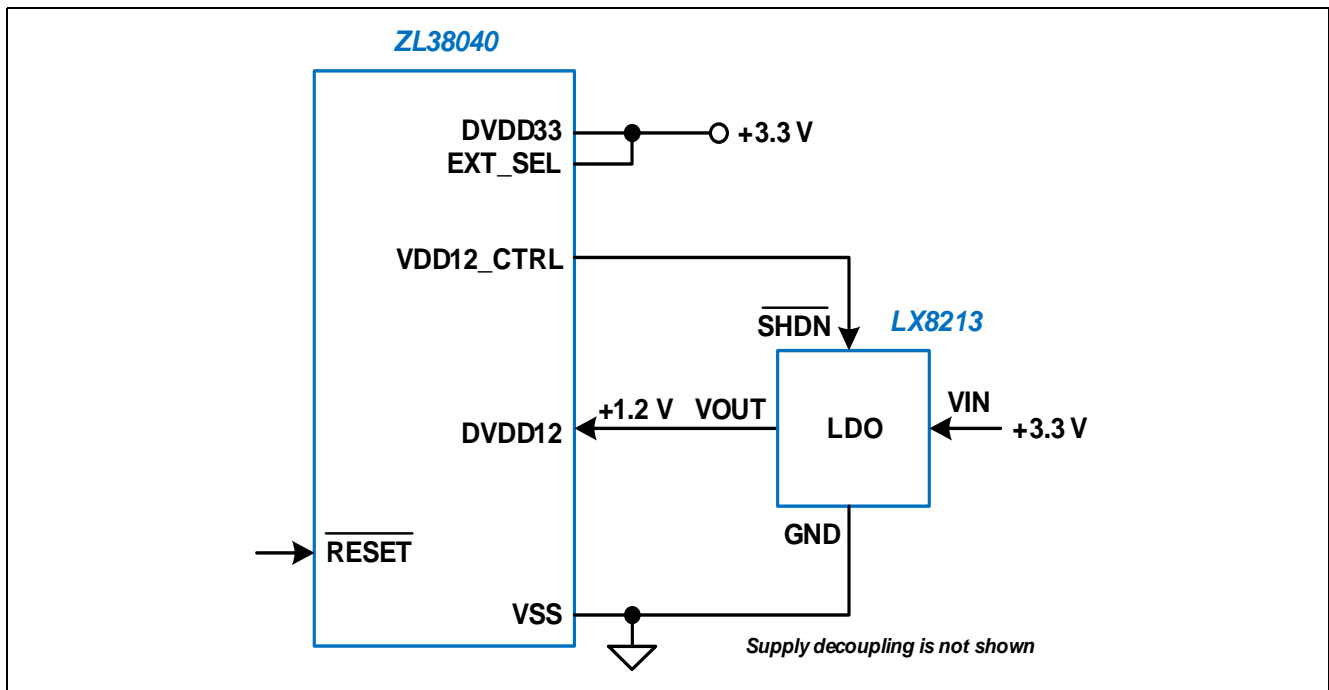 ZL38040
DVDD33
+3.3 V
EXT_SEL
VDD12_CTRL
SHDN
LX8213
+1.2 V VOUT
VIN
DVDD12
LDO
+3.3 V
GND
RESET
VSS
Supply decoupling is not shown